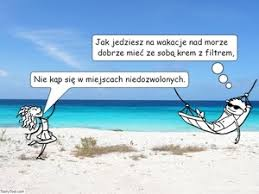 Jak jedziesz na wakacje nad morze
dobrze mieć ze sobą krem z filtrem,
Nie kąp się w miejscach niedozwolonych.